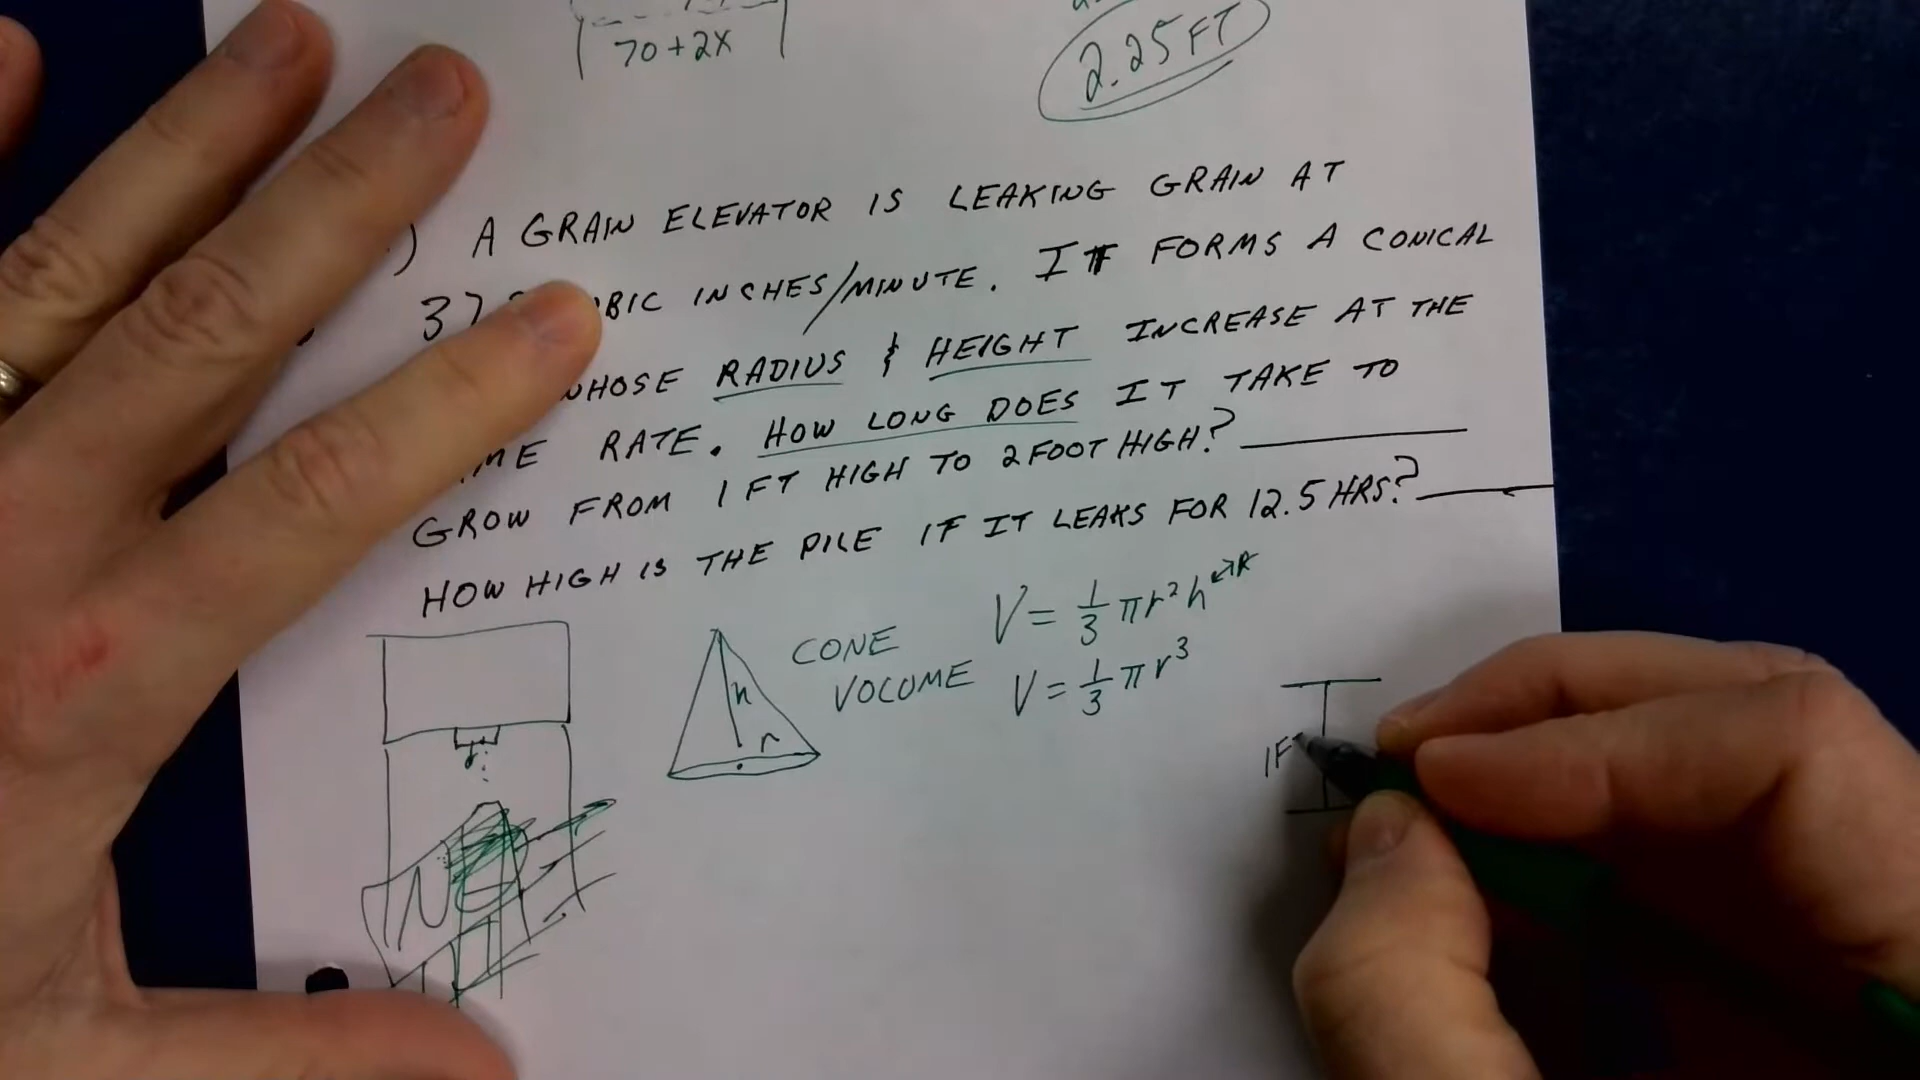 70+2X
2.25 FT
) A GRAIN ELEVATOR IS LEAKING GRAIN AT
37 BIC INCHES/MINUTE. IT FORMS A CONICAL
WHOSE RADIUS & HEIGHT INCREASE AT THE
ME RATE. HOW LONG DOES IT TAKE TO
GROW FROM 1 FT HIGH TO 2 FOOT HIGH?
HOW HIGH IS THE PILE IF IT LEAKS FOR 12.5 HRS?
CONE
VOLUME
V = 1/3 πr²h
V = 1/3 πr³
h
r
1F